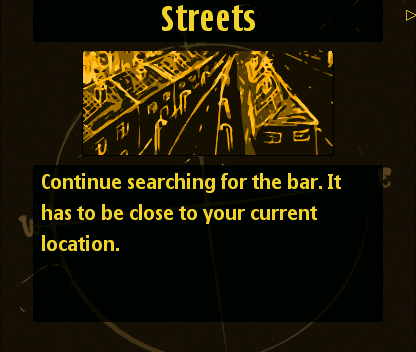 Streets
Continue searching for the bar. It
has to be close to your current
location.
W
E